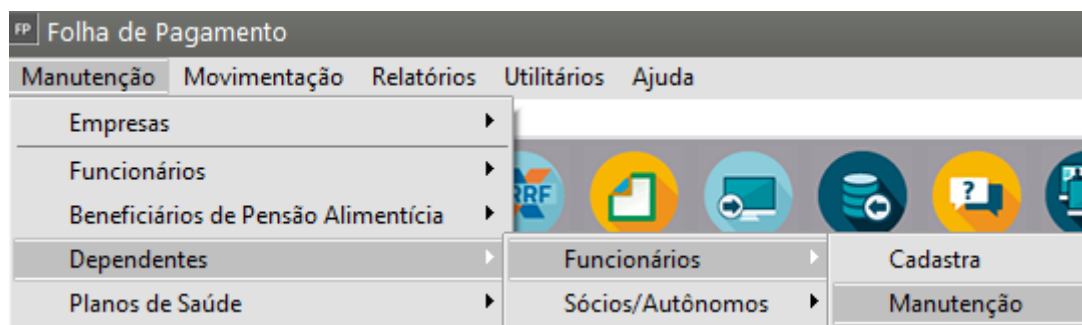 FP Folha de Pagamento
Manutenção Movimentação Relatórios Utilitários Ajuda
Empresas
Funcionários
RRF
?
Beneficiários de Pensão Alimentícia
Dependentes Funcionários Cadastra
Planos de Saúde Sócios/Autônomos Manutenção